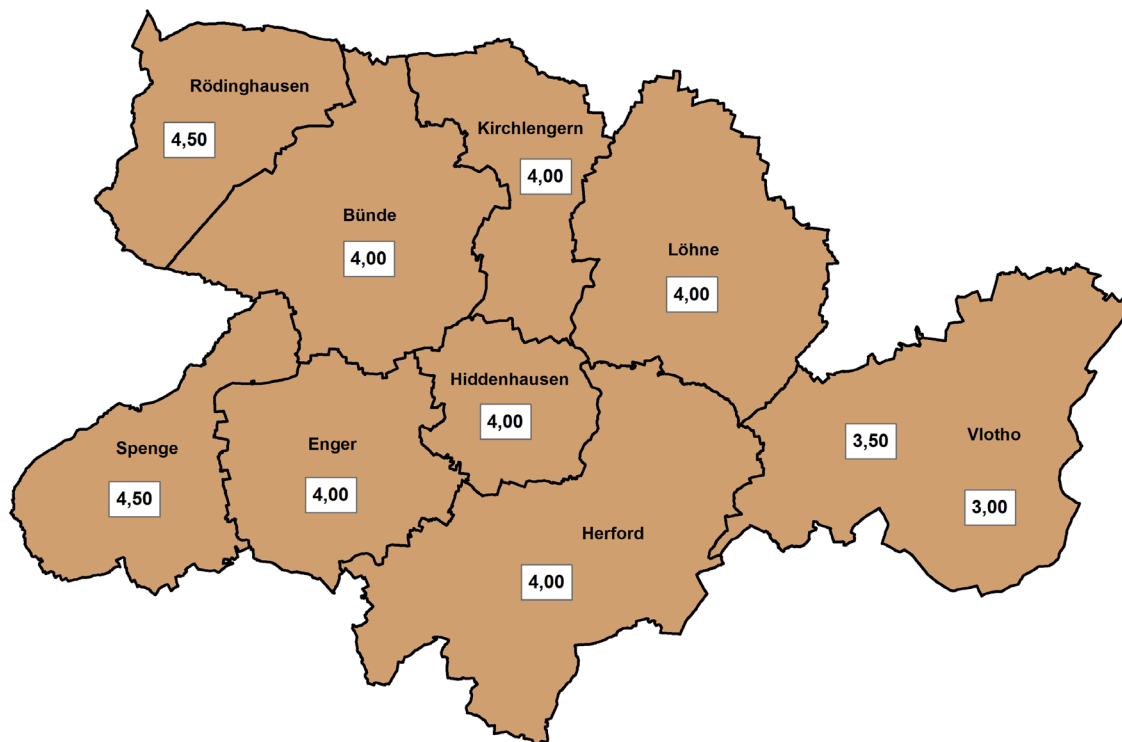 Rödinghausen
4,50
Kirchlengern
4,00
Bünde
4,00
Löhne
4,00
Hiddenhausen
4,00
Spenge
4,50
Enger
4,00
3,50
Vlotho
3,00
Herford
4,00